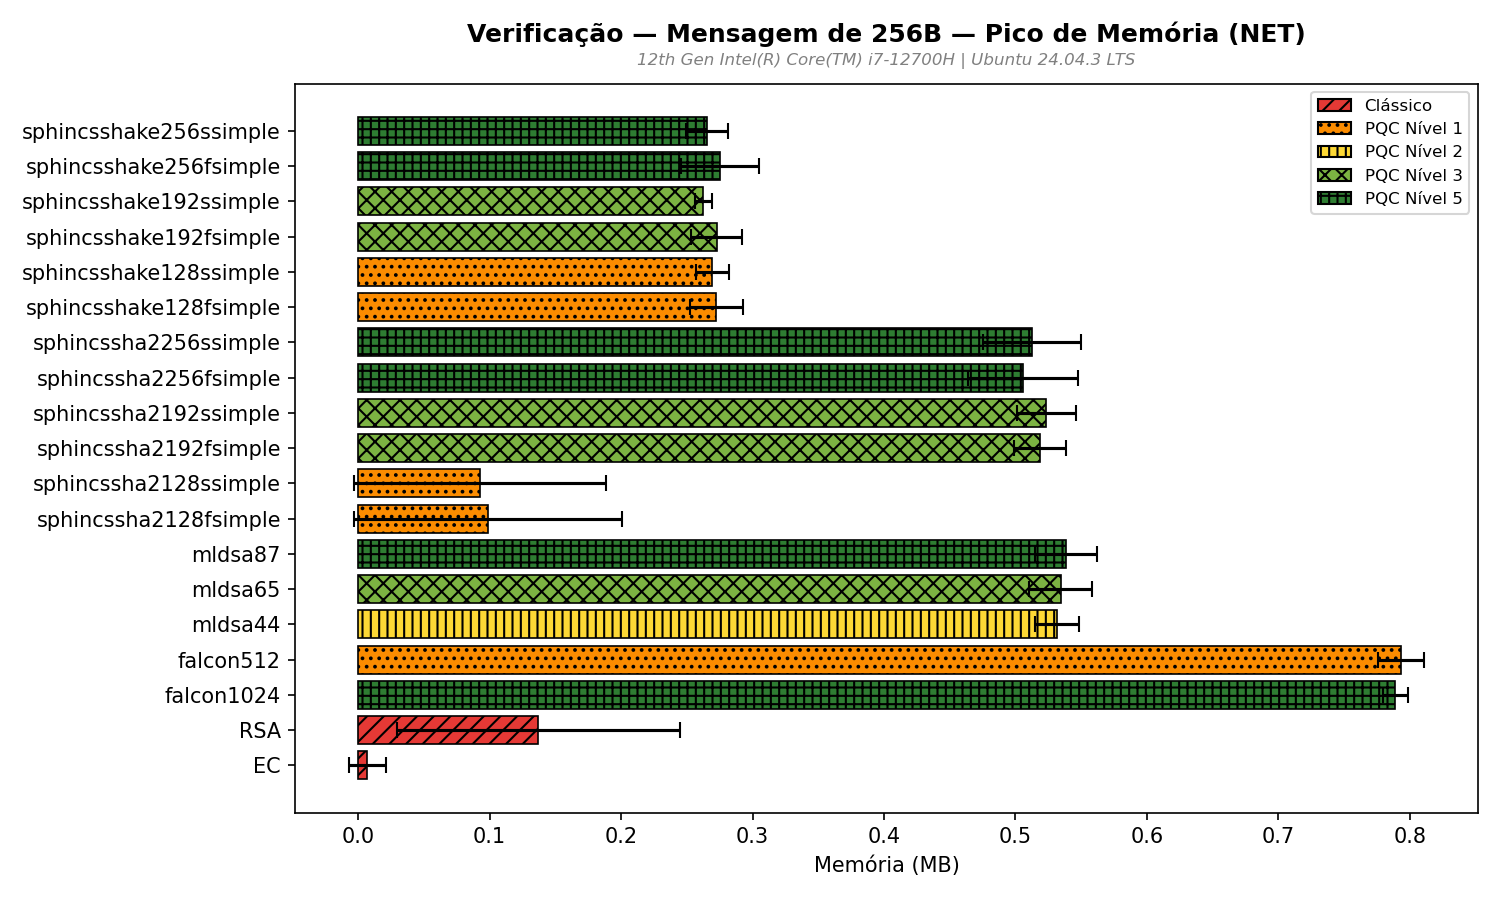 Verificação — Mensagem de 256B — Pico de Memória (NET)
12th Gen Intel(R) Core(TM) i7-12700H | Ubuntu 24.04.3 LTS
Clássico
PQC Nível 1
PQC Nível 2
PQC Nível 3
PQC Nível 5
sphincsshake256ssimple
sphincsshake256fsimple
sphincsshake192ssimple
sphincsshake192fsimple
sphincsshake128ssimple
sphincsshake128fsimple
sphincssha2256ssimple
sphincssha2256fsimple
sphincssha2192ssimple
sphincssha2192fsimple
sphincssha2128ssimple
sphincssha2128fsimple
mldsa87
mldsa65
mldsa44
falcon512
falcon1024
RSA
EC
0.0 0.1 0.2 0.3 0.4 0.5 0.6 0.7 0.8
Memória (MB)